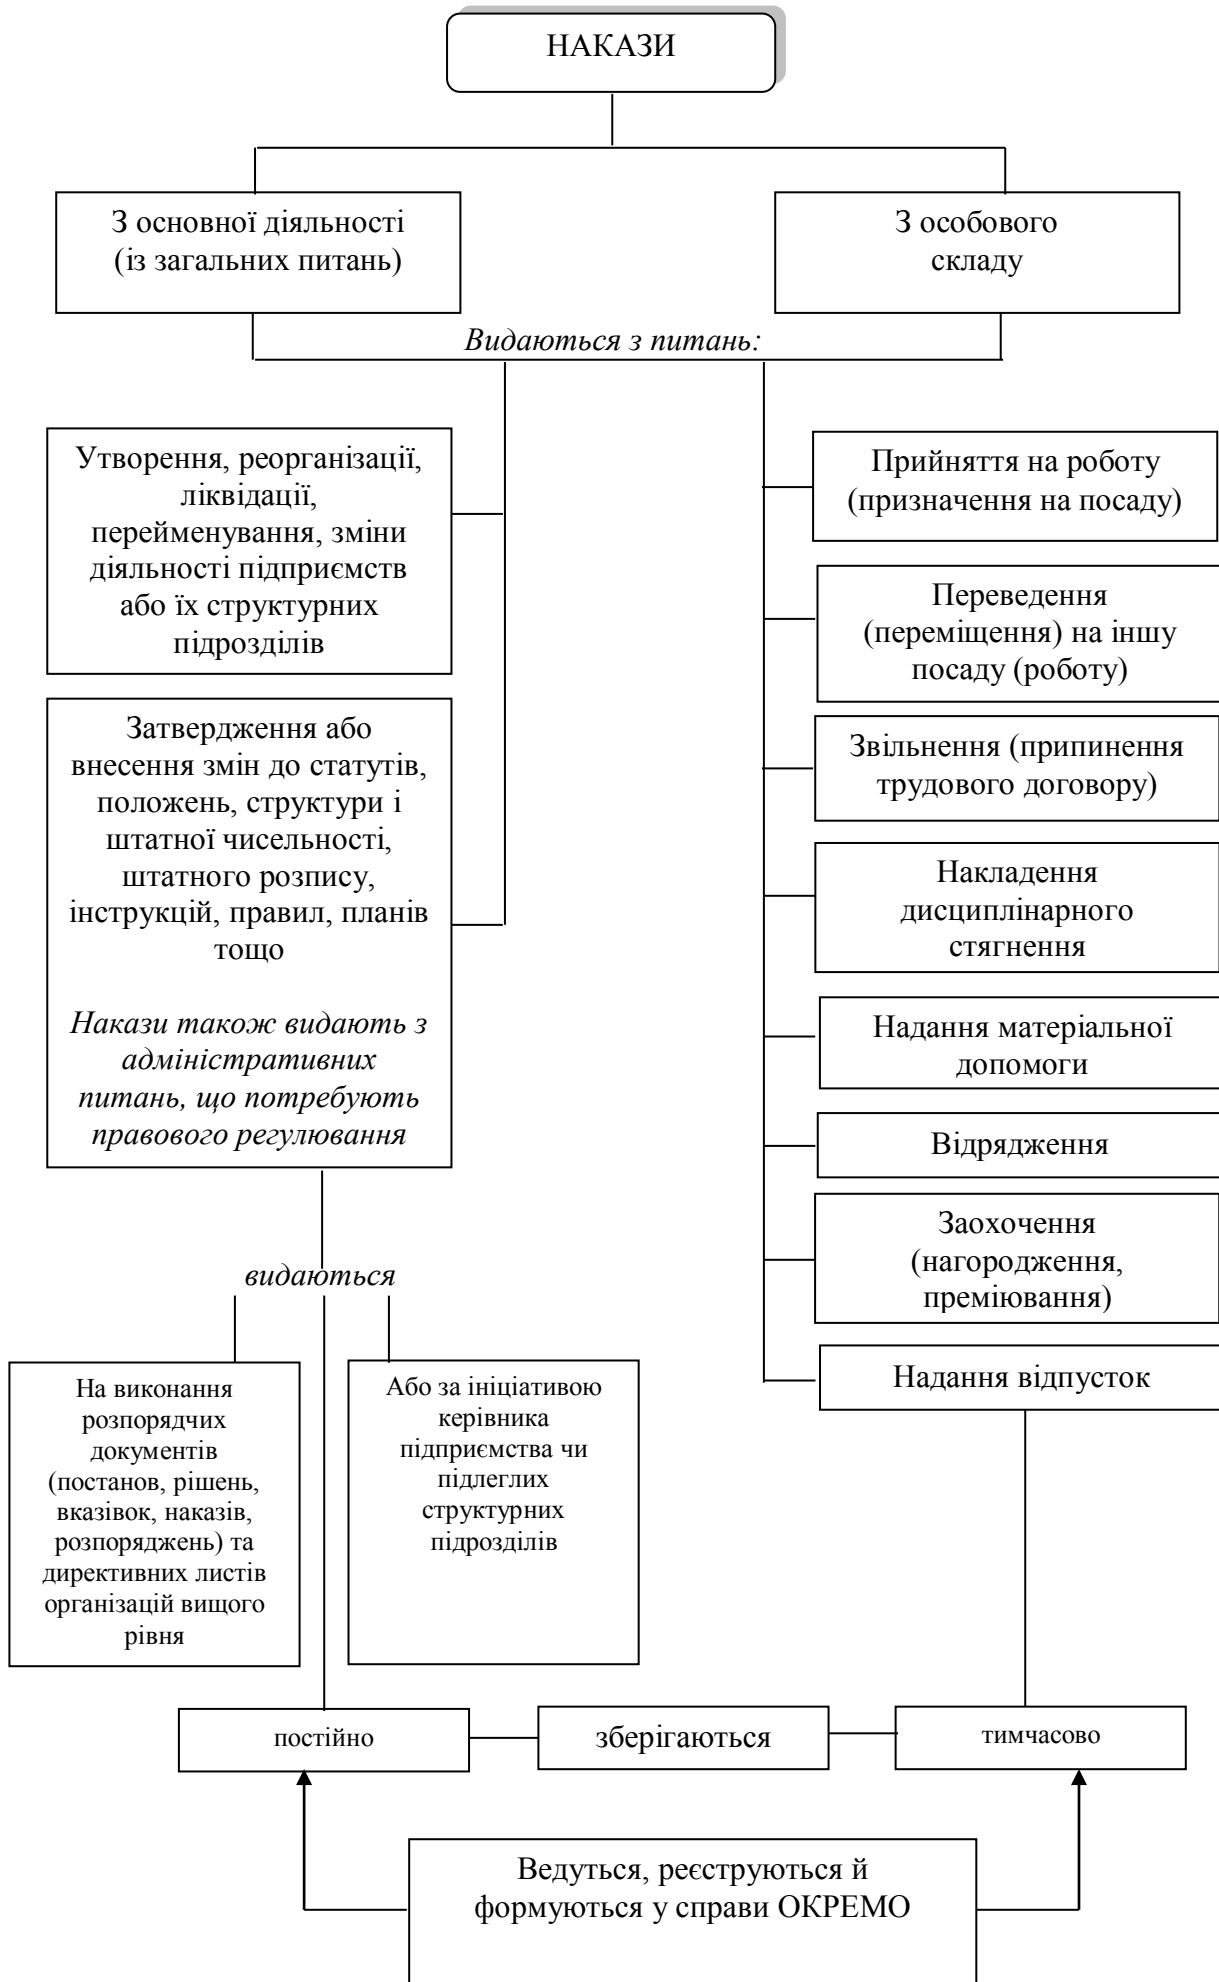 НАКАЗИ
З основної діяльності
(із загальних питань)
З особового
складу
Видаються з питань:
Утворення, реорганізації,
ліквідації,
перейменування, зміни
діяльності підприємств
або їх структурних
підрозділів
Затвердження або
внесення змін до статутів,
положень, структури і
штатної чисельності,
штатного розпису,
інструкцій, правил, планів
тощо
Накази також видають з
адміністративних
питань, що потребують
правового регулювання
Прийняття на роботу
(призначення на посаду)
Переведення
(переміщення) на іншу
посаду (роботу)
Звільнення (припинення
трудового договору)
Накладення
дисциплінарного
стягнення
Надання матеріальної
допомоги
Відрядження
Заохочення
(нагородження,
преміювання)
Надання відпусток
видаються
На виконання
розпорядчих
документів
(постанов, рішень,
вказівок, наказів,
розпоряджень) та
директивних листів
організацій вищого
рівня
Або за ініціативою
керівника
підприємства чи
підлеглих
структурних
підрозділів
постійно
зберігаються
тимчасово
Ведуться, реєструються й
формуються у справи ОКРЕМО